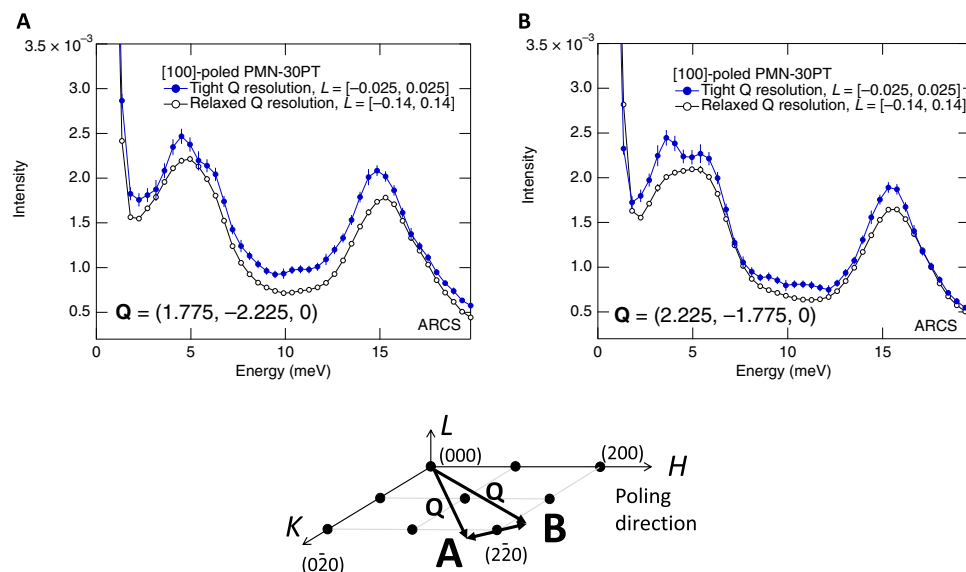 A
B
3.5 × 10⁻³
3.0
2.5
2.0
1.5
1.0
0.5
Intensity
[100]-poled PMN-30PT
Tight Q resolution, L = [−0.025, 0.025]
Relaxed Q resolution, L = [−0.14, 0.14]
Q = (1.775, −2.225, 0)
ARCS
0 5 10 15
Energy (meV)
3.5 × 10⁻³
3.0
2.5
2.0
1.5
1.0
0.5
Intensity
[100]-poled PMN-30PT
Tight Q resolution, L = [−0.025, 0.025]
Relaxed Q resolution, L = [−0.14, 0.14]
Q = (2.225, −1.775, 0)
ARCS
0 5 10 15
Energy (meV)
L
(000)
(200)
H
Poling
direction
Q
Q
K
(02̄0)
A
B
(22̄0)